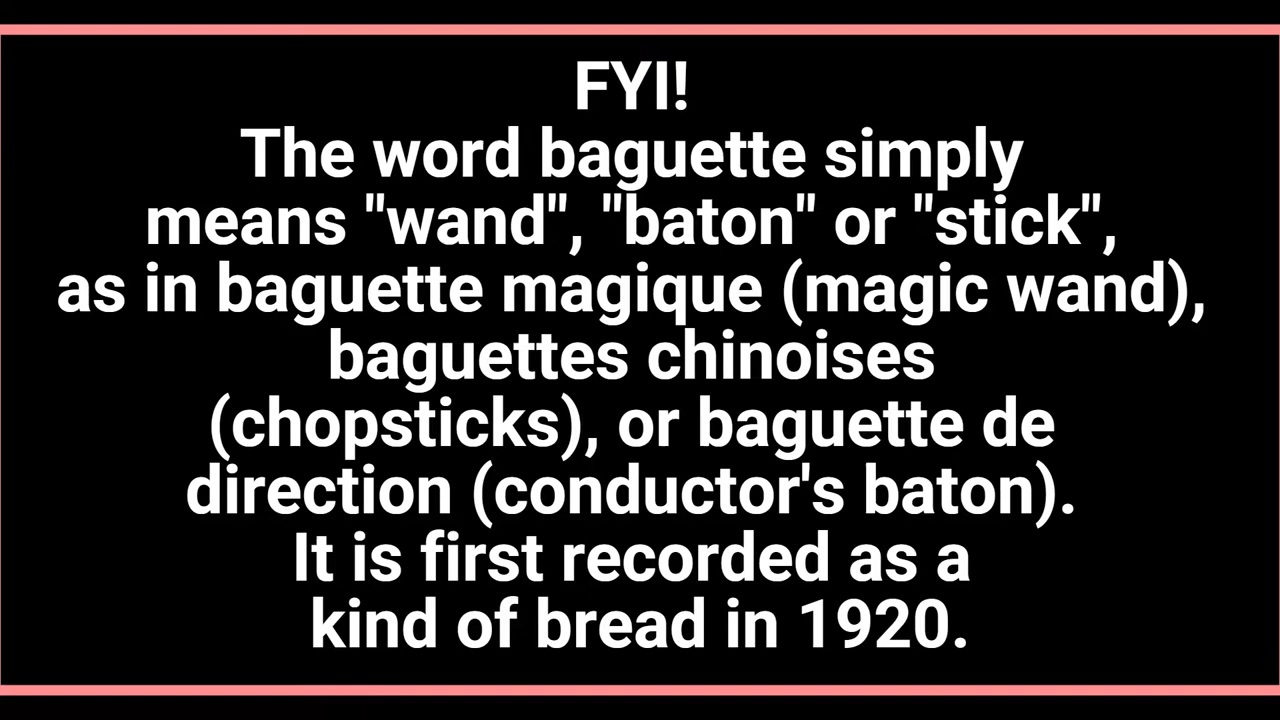 FYI!
The word baguette simply
means "wand", "baton" or "stick",
as in baguette magique (magic wand),
baguettes chinoises
(chopsticks), or baguette de
direction (conductor's baton).
It is first recorded as a
kind of bread in 1920.